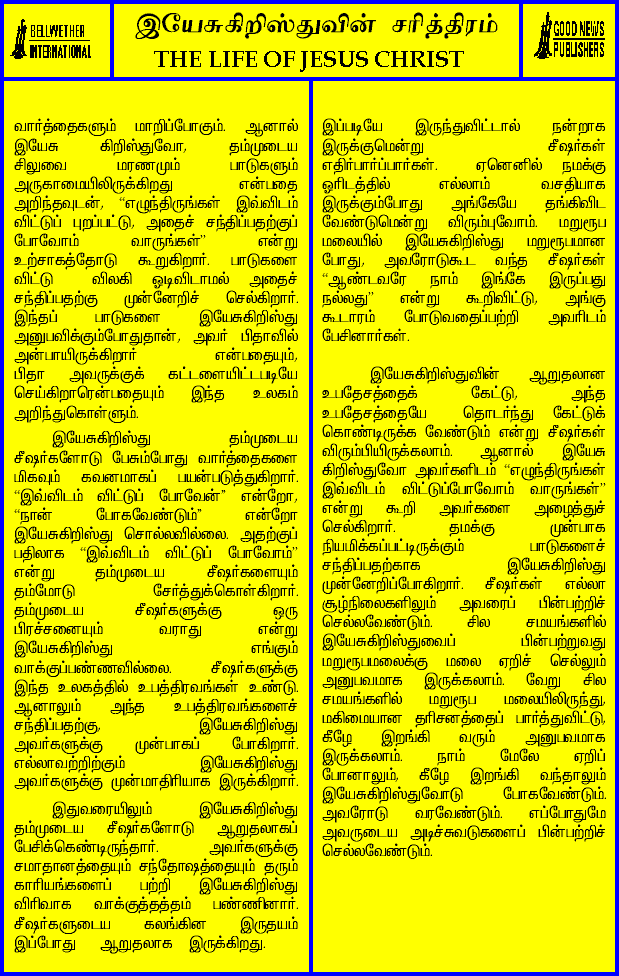 BELLWETHER
INTERNATIONAL
இயேசுகிறிஸ்துவின் சரித்திரம்
THE LIFE OF JESUS CHRIST
GOOD NEWS
PUBLISHERS
வார்த்தைகளும் மாறிப்போகும். ஆனால்
இயேசு கிறிஸ்துவோ, தம்முடைய
சிலுவை மரணமும் பாடுகளும்
அருகாமையிலிருக்கிறது என்பதை
அறிந்தவுடன், “எழுந்திருங்கள் இவ்விடம்
விட்டுப் புறப்பட்டு, அதைச் சந்திப்பதற்குப்
போவோம் வாருங்கள்” என்று
உற்சாகத்தோடு கூறுகிறார். பாடுகளை
விட்டு விலகி ஓடிவிடாமல் அதைச்
சந்திப்பதற்கு முன்னேறிச் செல்கிறார்.
இந்தப் பாடுகளை இயேசுகிறிஸ்து
அனுபவிக்கும்போதுதான், அவர் பிதாவில்
அன்பாயிருக்கிறார் என்பதையும்,
பிதா அவருக்குக் கட்டளையிட்டபடியே
செய்கிறாரென்பதையும் இந்த உலகம்
அறிந்துகொள்ளும்.
இயேசுகிறிஸ்து தம்முடைய
சீஷர்களோடு பேசும்போது வார்த்தைகளை
மிகவும் கவனமாகப் பயன்படுத்துகிறார்.
“இவ்விடம் விட்டுப் போவேன்” என்றோ,
“நான் போகவேண்டும்” என்றோ
இயேசுகிறிஸ்து சொல்லவில்லை. அதற்குப்
பதிலாக “இவ்விடம் விட்டுப் போவோம்”
என்று தம்முடைய சீஷர்களையும்
தம்மோடு சேர்த்துக்கொள்கிறார்.
தம்முடைய சீஷர்களுக்கு ஒரு
பிரச்சனையும் வராது என்று
இயேசுகிறிஸ்து எங்கும்
வாக்குப்பண்ணவில்லை. சீஷர்களுக்கு
இந்த உலகத்தில் உபத்திரவங்கள் உண்டு.
ஆனாலும் அந்த உபத்திரவங்களைச்
சந்திப்பதற்கு, இயேசுகிறிஸ்து
அவர்களுக்கு முன்பாகப் போகிறார்.
எல்லாவற்றிற்கும் இயேசுகிறிஸ்து
அவர்களுக்கு முன்மாதிரியாக இருக்கிறார்.
இதுவரையிலும் இயேசுகிறிஸ்து
தம்முடைய சீஷர்களோடு ஆறுதலாகப்
பேசிக்கெண்டிருந்தார். அவர்களுக்கு
சமாதானத்தையும் சந்தோஷத்தையும் தரும்
காரியங்களைப் பற்றி இயேசுகிறிஸ்து
விரிவாக வாக்குத்தத்தம் பண்ணினார்.
சீஷர்களுடைய கலங்கின இருதயம்
இப்போது ஆறுதலாக இருக்கிறது.
இப்படியே இருந்துவிட்டால் நன்றாக
இருக்குமென்று சீஷர்கள்
எதிர்பார்ப்பார்கள். ஏனெனில் நமக்கு
ஓரிடத்தில் எல்லாம் வசதியாக
இருக்கும்போது அங்கேயே தங்கிவிட
வேண்டுமென்று விரும்புவோம். மறுரூப
மலையில் இயேசுகிறிஸ்து மறுரூபமான
போது, அவரோடுகூட வந்த சீஷர்கள்
“ஆண்டவரே நாம் இங்கே இருப்பது
நல்லது” என்று கூறிவிட்டு, அங்கு
கூடாரம் போடுவதைப்பற்றி அவரிடம்
பேசினார்கள்.
இயேசுகிறிஸ்துவின் ஆறுதலான
உபதேசத்தைக் கேட்டு, அந்த
உபதேசத்தையே தொடர்ந்து கேட்டுக்
கொண்டிருக்க வேண்டும் என்று சீஷர்கள்
விரும்பியிருக்கலாம். ஆனால் இயேசு
கிறிஸ்துவோ அவர்களிடம் “எழுந்திருங்கள்
இவ்விடம் விட்டுப்போவோம் வாருங்கள்”
என்று கூறி அவர்களை அழைத்துச்
செல்கிறார். தமக்கு முன்பாக
நியமிக்கப்பட்டிருக்கும் பாடுகளைச்
சந்திப்பதற்காக இயேசுகிறிஸ்து
முன்னேறிப்போகிறார். சீஷர்கள் எல்லா
சூழ்நிலைகளிலும் அவரைப் பின்பற்றிச்
செல்லவேண்டும். சில சமயங்களில்
இயேசுகிறிஸ்துவைப் பின்பற்றுவது
மறுரூபமலைக்கு மலை ஏறிச் செல்லும்
அனுபவமாக இருக்கலாம். வேறு சில
சமயங்களில் மறுரூப மலையிலிருந்து,
மகிமையான தரிசனத்தைப் பார்த்துவிட்டு,
கீழே இறங்கி வரும் அனுபவமாக
இருக்கலாம். நாம் மேலே ஏறிப்
போனாலும், கீழே இறங்கி வந்தாலும்
இயேசுகிறிஸ்துவோடு போகவேண்டும்.
அவரோடு வரவேண்டும். எப்போதுமே
அவருடைய அடிச்சுவடுகளைப் பின்பற்றிச்
செல்லவேண்டும்.